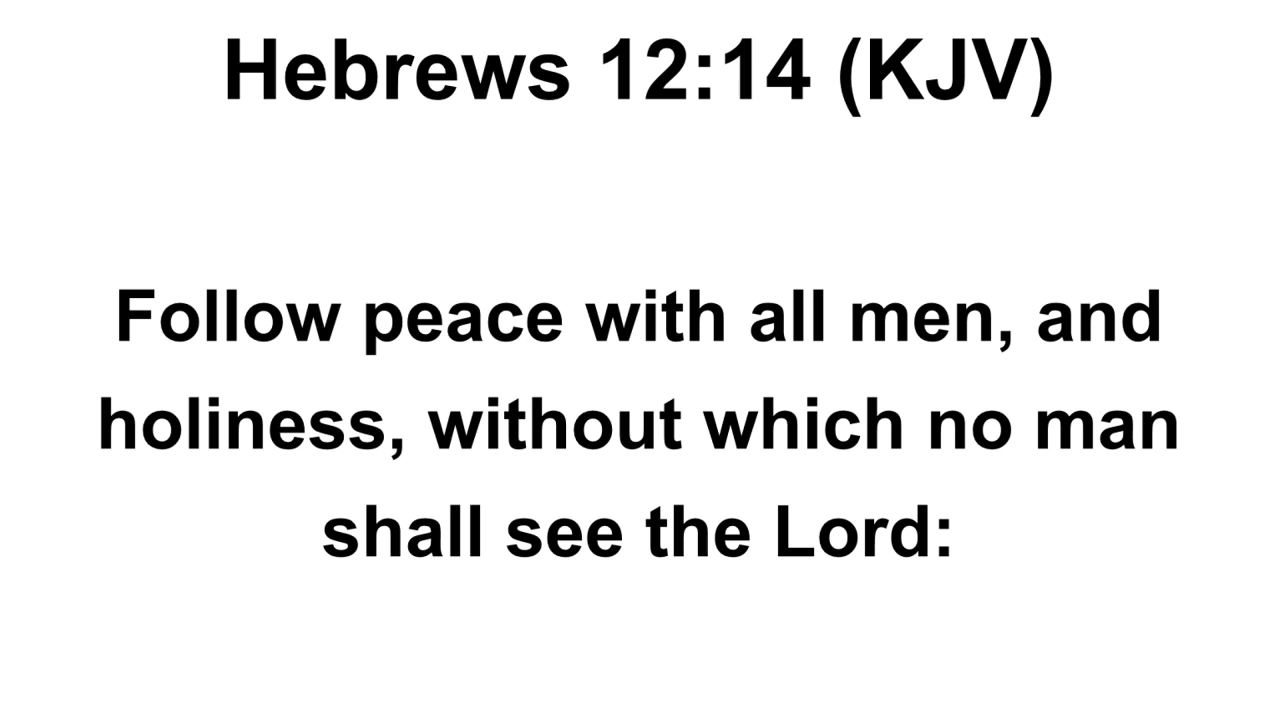 Hebrews 12:14 (KJV)
Follow peace with all men, and
holiness, without which no man
shall see the Lord: